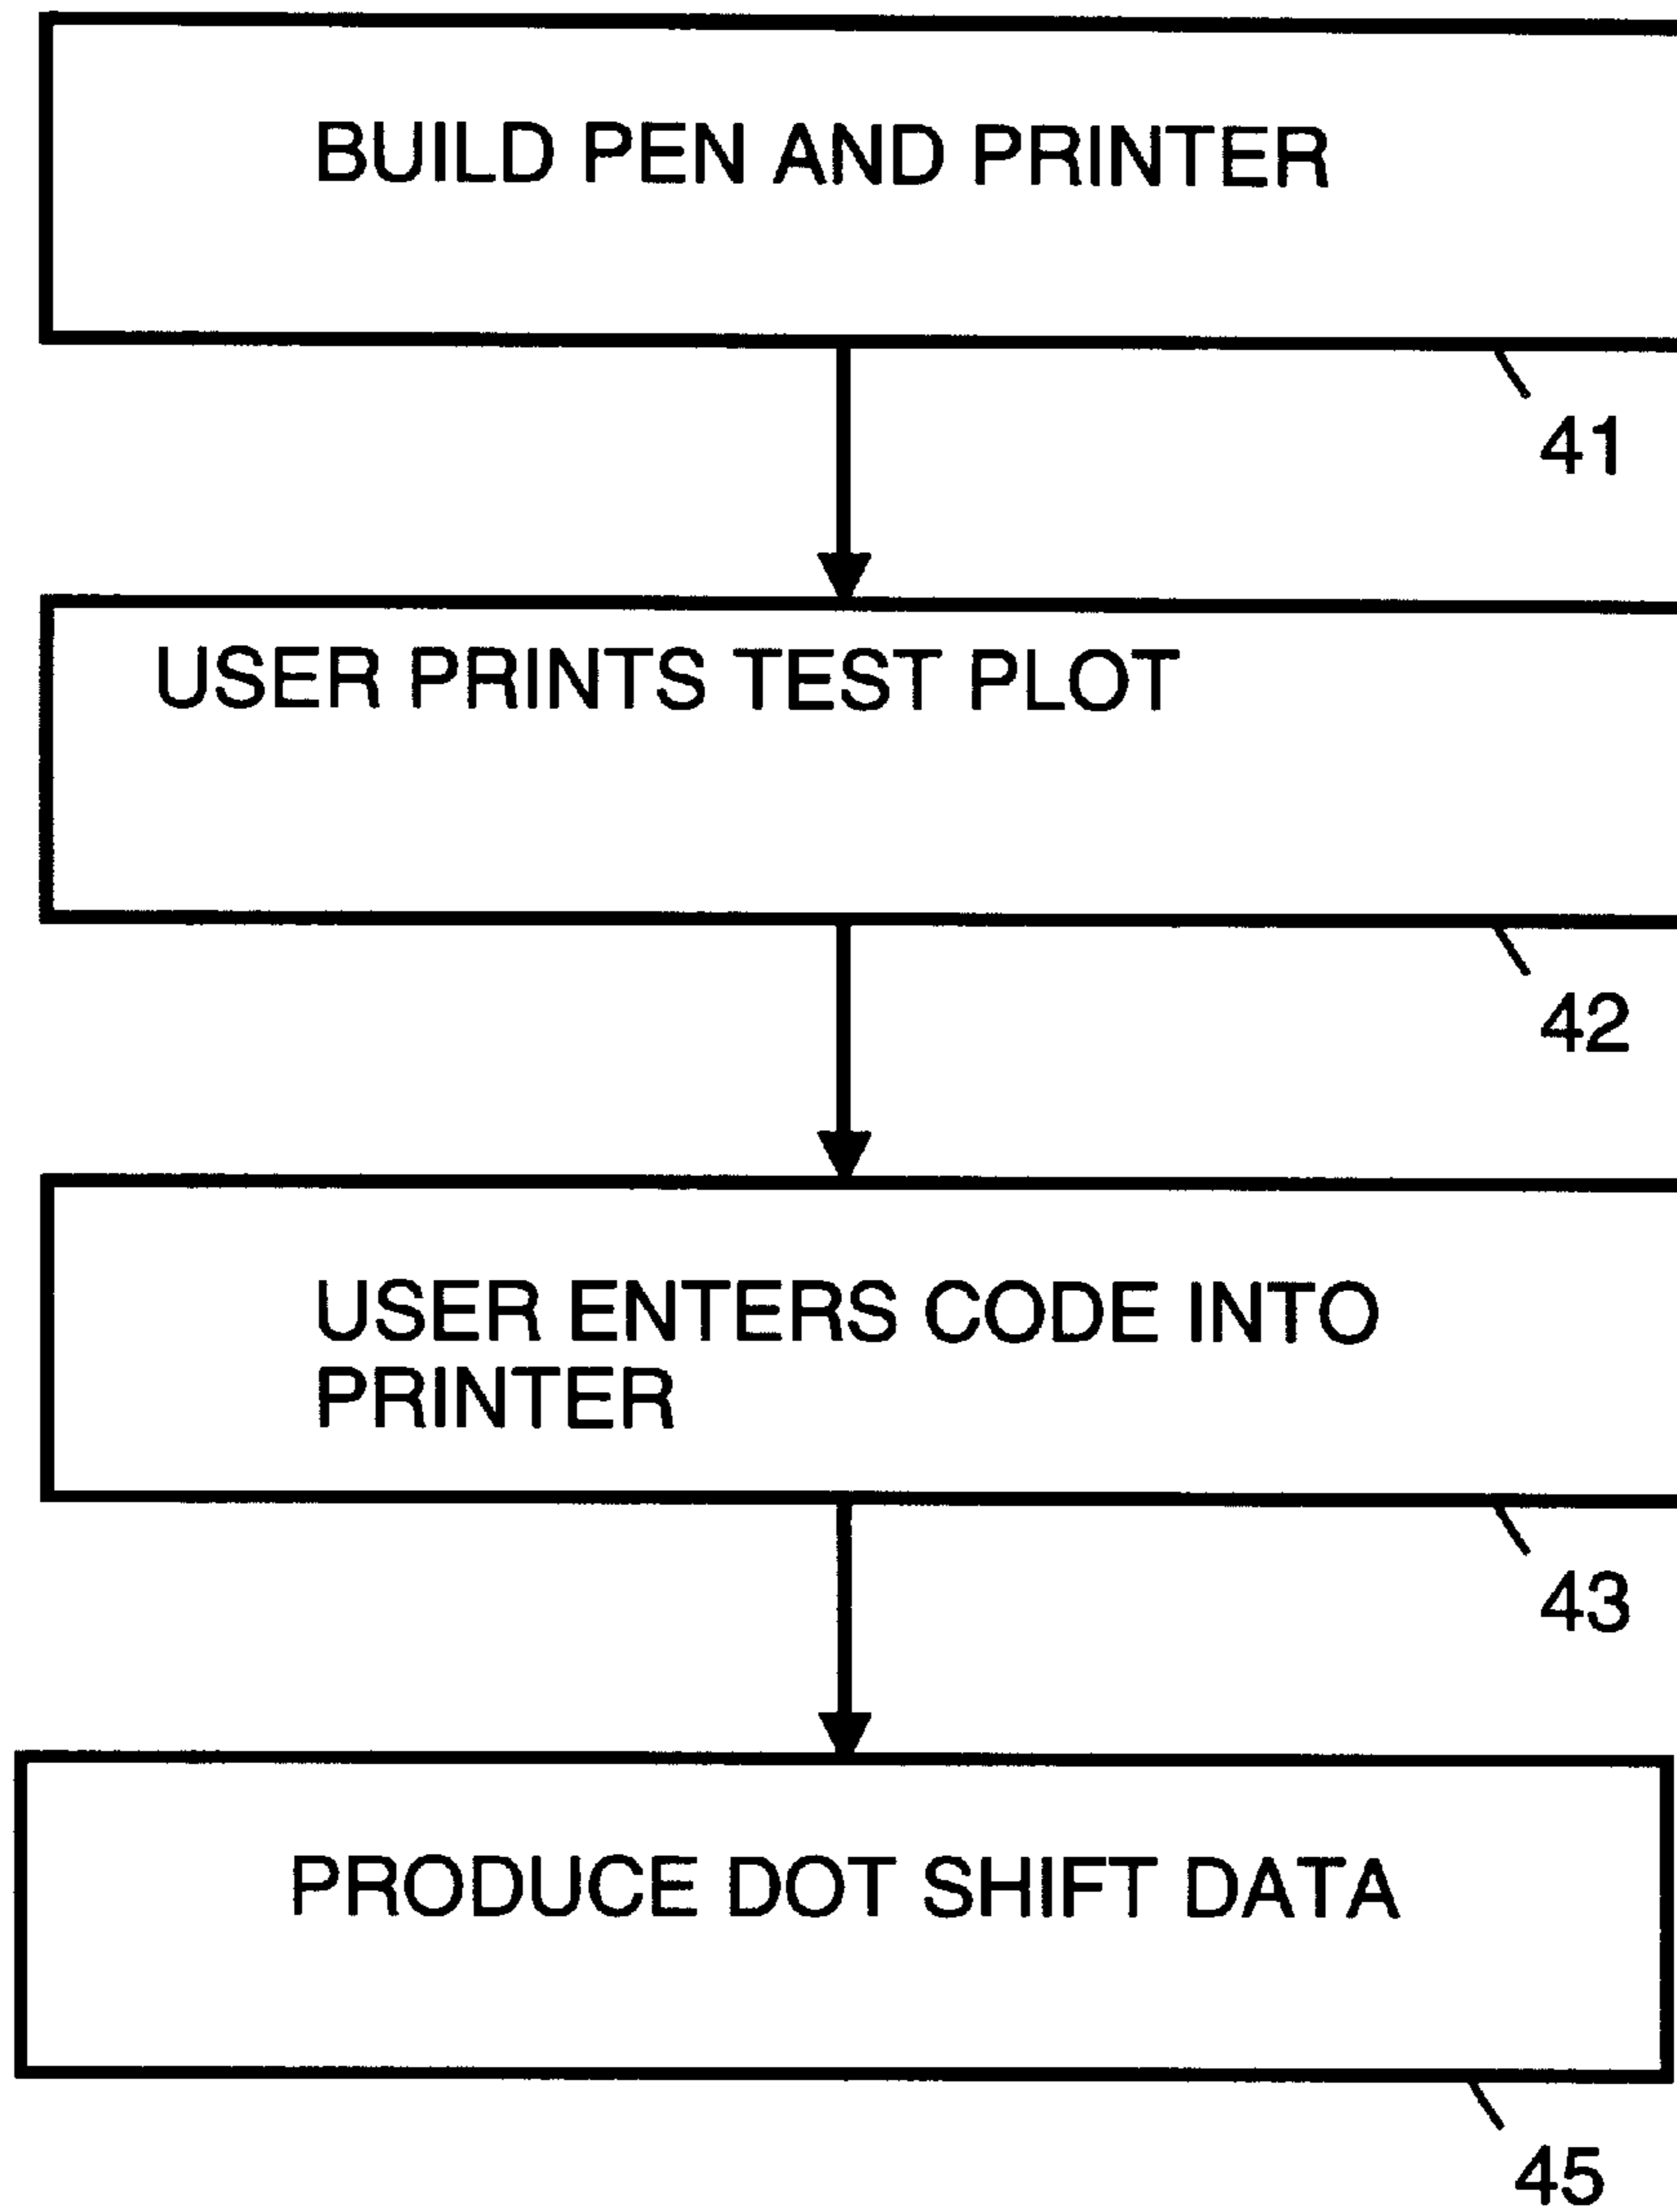 BUILD PEN AND PRINTER
41
USER PRINTS TEST PLOT
42
USER ENTERS CODE INTO
PRINTER
43
PRODUCE DOT SHIFT DATA
45